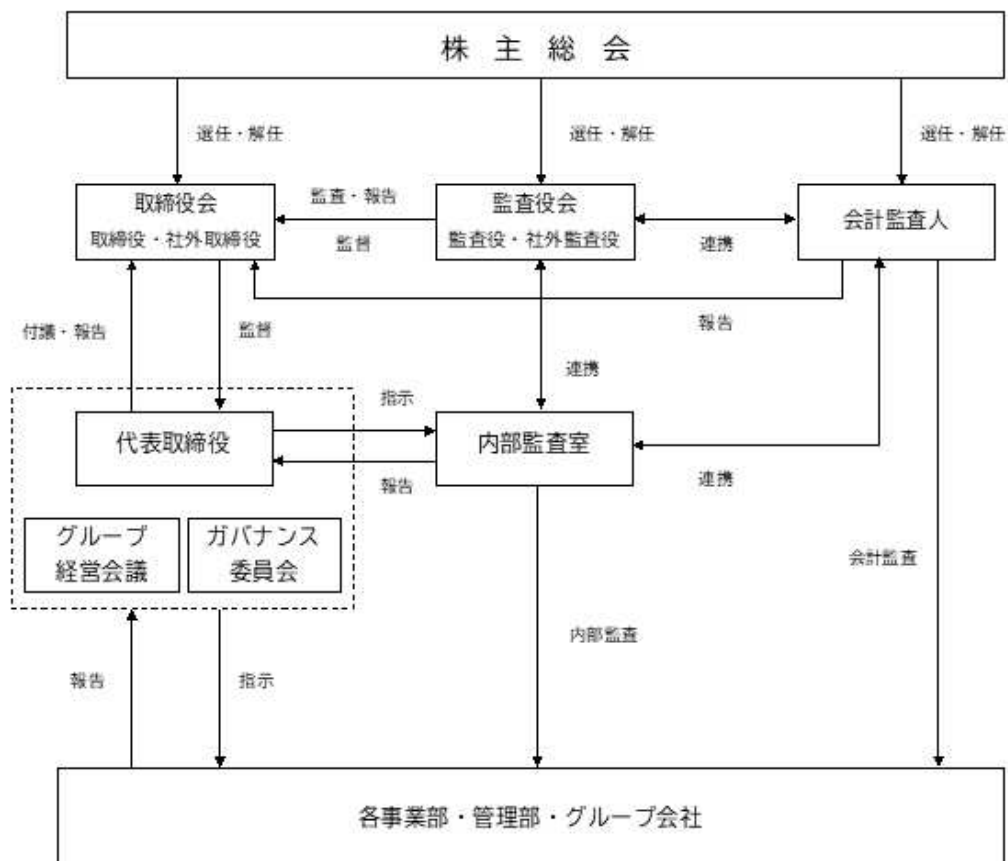 株主総会
選任・解任
選任・解任
選任・解任
取締役会
取締役・社外取締役
監査・報告
監督
監査役会
監査役・社外監査役
連携
会計監査人
報告
付議・報告
監督
連携
指示
代表取締役
内部監査室
報告
連携
グループ
経営会議
ガバナンス
委員会
会計監査
内部監査
報告
指示
各事業部・管理部・グループ会社